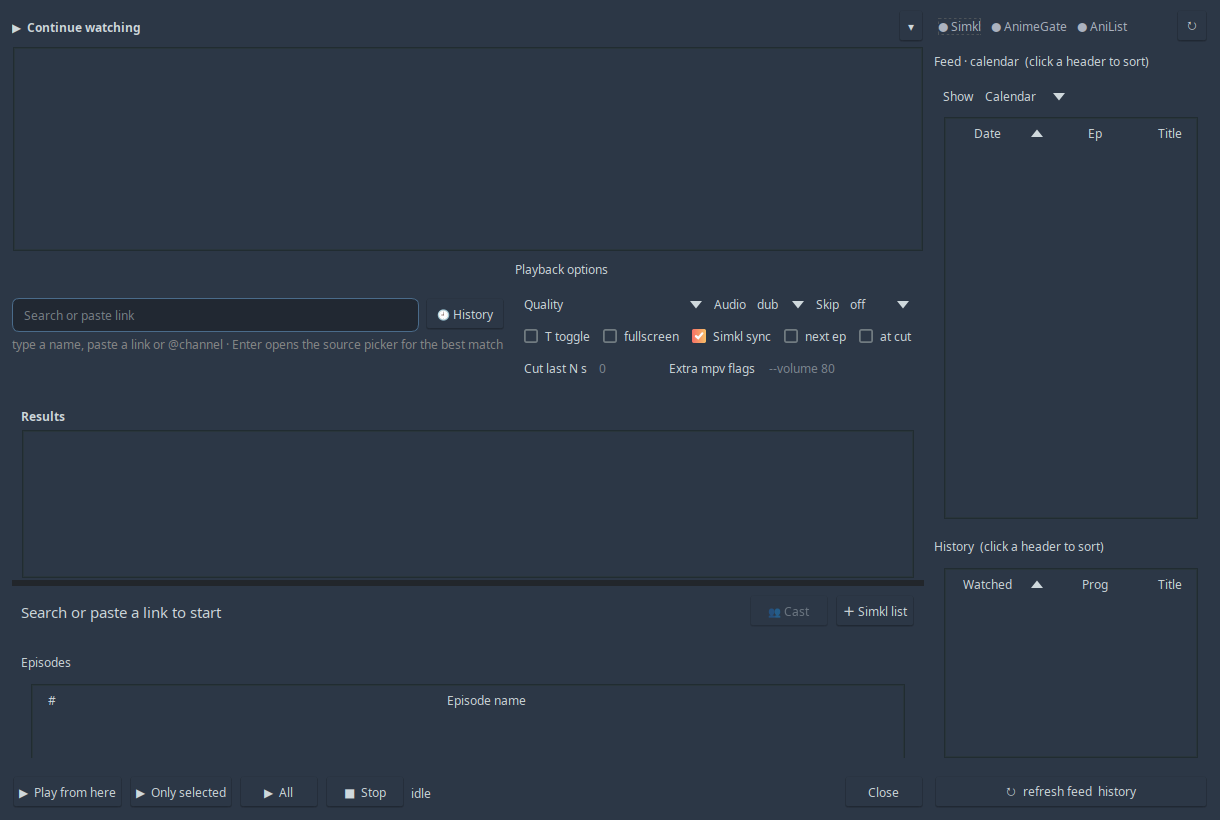 ▶ Continue watching ▼
● Simkl ● AnimeGate ● AniList ↻
Feed · calendar (click a header to sort)
Show Calendar
Date Ep Title
Playback options
Search or paste link
🕘 History
type a name, paste a link or @channel · Enter opens the source picker for the best match
Quality Audio dub Skip off
T toggle fullscreen Simkl sync next ep at cut
Cut last N s 0 Extra mpv flags --volume 80
Results
History (click a header to sort)
Watched Prog Title
Search or paste a link to start
👥 Cast + Simkl list
Episodes
# Episode name
▶ Play from here ▶ Only selected ▶ All ■ Stop idle Close
↻ refresh feed history